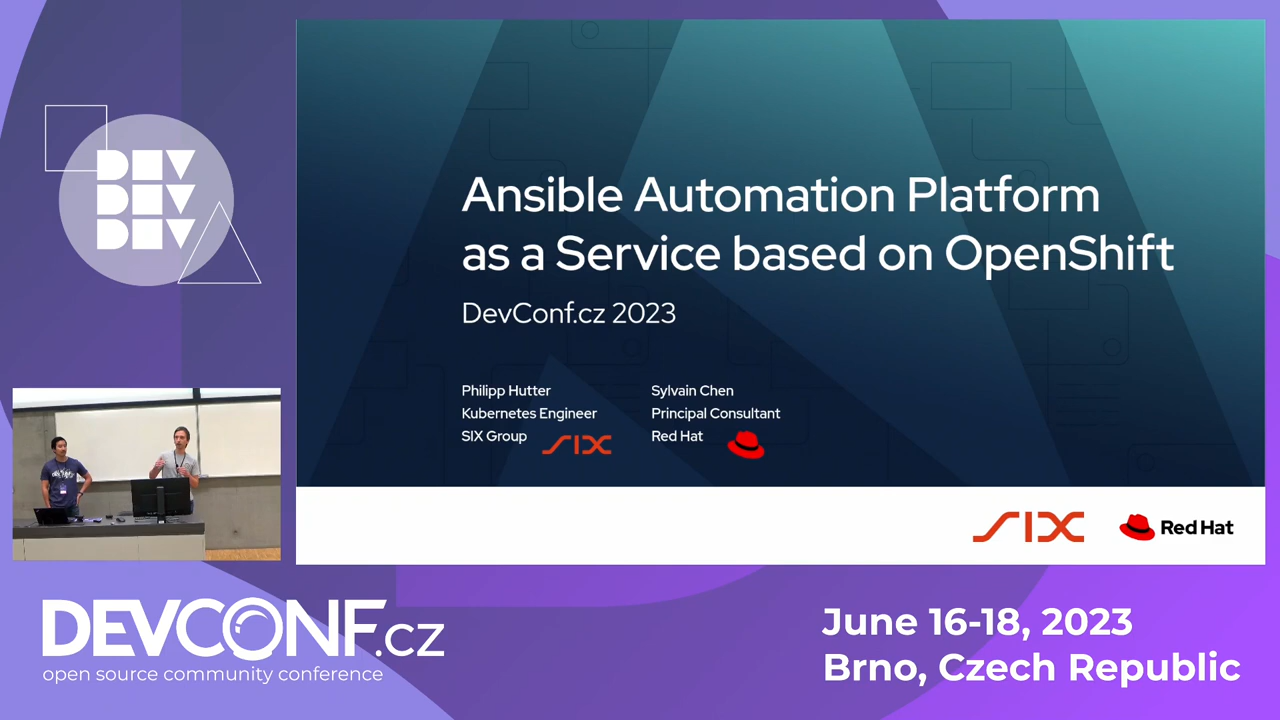 DEV
DEV
DEV
Ansible Automation Platform
as a Service based on OpenShift
DevConf.cz 2023
Philipp Hutter
Kubernetes Engineer
SIX Group
SIX
Sylvain Chen
Principal Consultant
Red Hat
SIX
Red Hat
DEVCONF.cz
open source community conference
June 16-18, 2023
Brno, Czech Republic